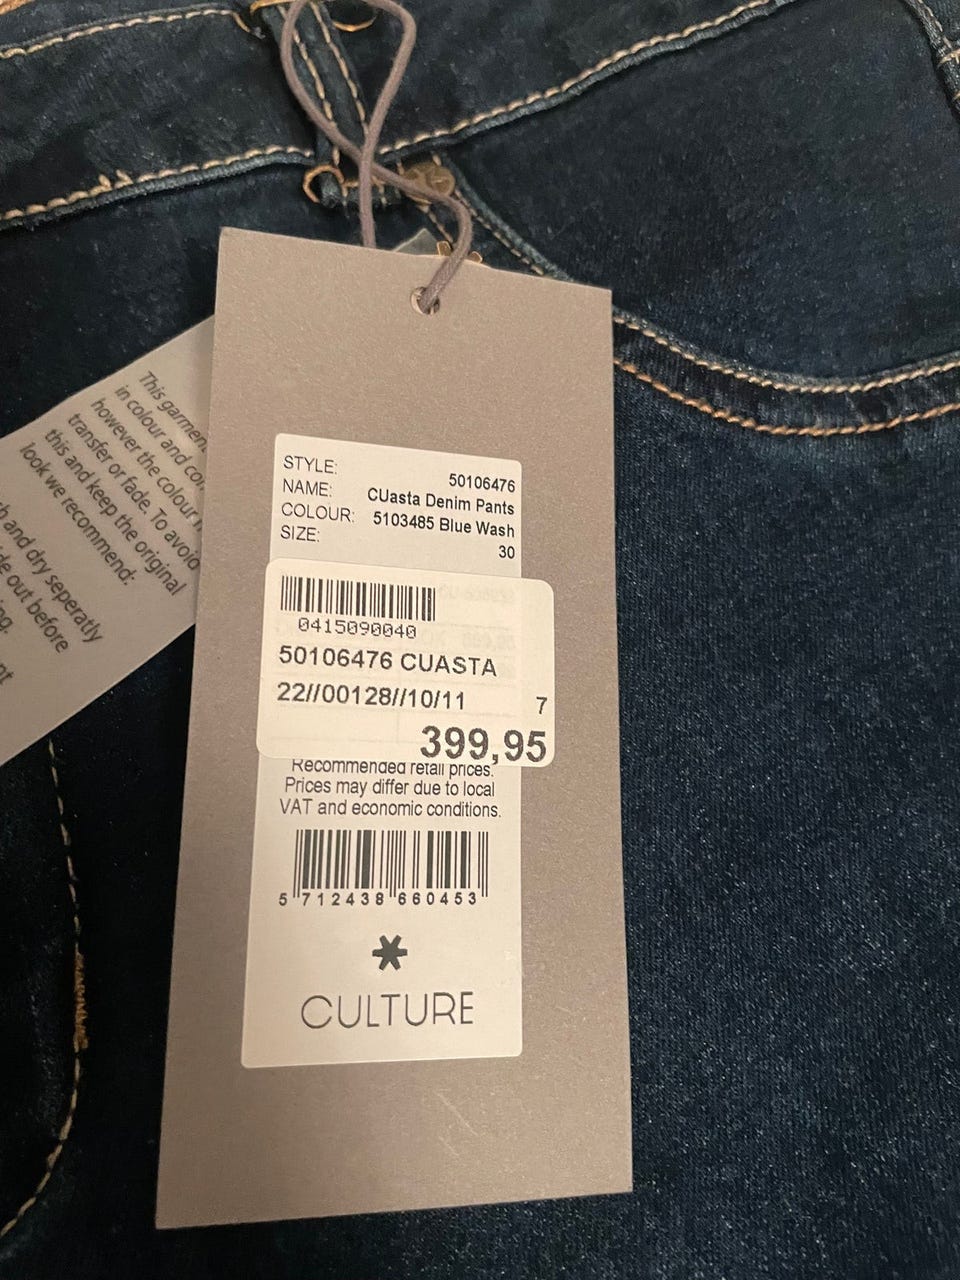 This garment
in colour and
however the colour
transfer or fade. To avoid
this and keep the original
look we recommend:
and dry seperatly
out before
STYLE: 50106476
NAME: CUasta Denim Pants
COLOUR: 5103485 Blue Wash
SIZE: 30
0415090040
50106476 CUASTA
22//00128//10/11 7
399,95
Recommended retail prices.
Prices may differ due to local
VAT and economic conditions.
5 712438 660453
CULTURE